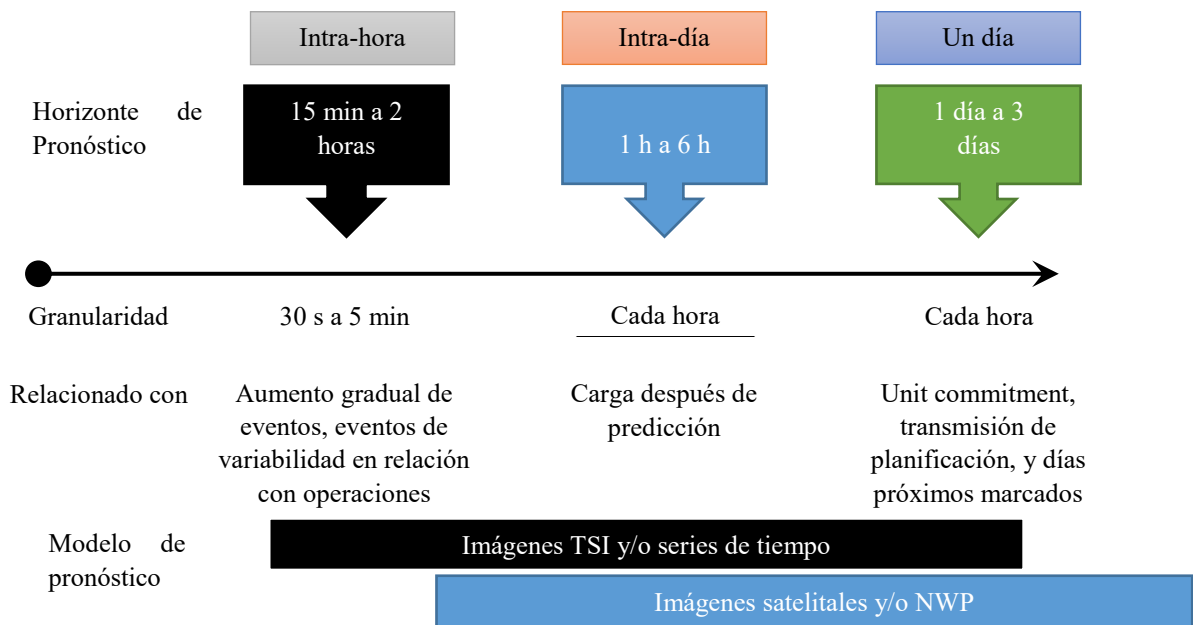 Intra-hora
Intra-día
Un día
Horizonte de
Pronóstico
15 min a 2
horas
1 h a 6 h
1 día a 3
días
Granularidad
30 s a 5 min
Cada hora
Cada hora
Relacionado con
Aumento gradual de
eventos, eventos de
variabilidad en relación
con operaciones
Carga después de
predicción
Unit commitment,
transmisión de
planificación, y días
próximos marcados
Modelo de
pronóstico
Imágenes TSI y/o series de tiempo
Imágenes satelitales y/o NWP